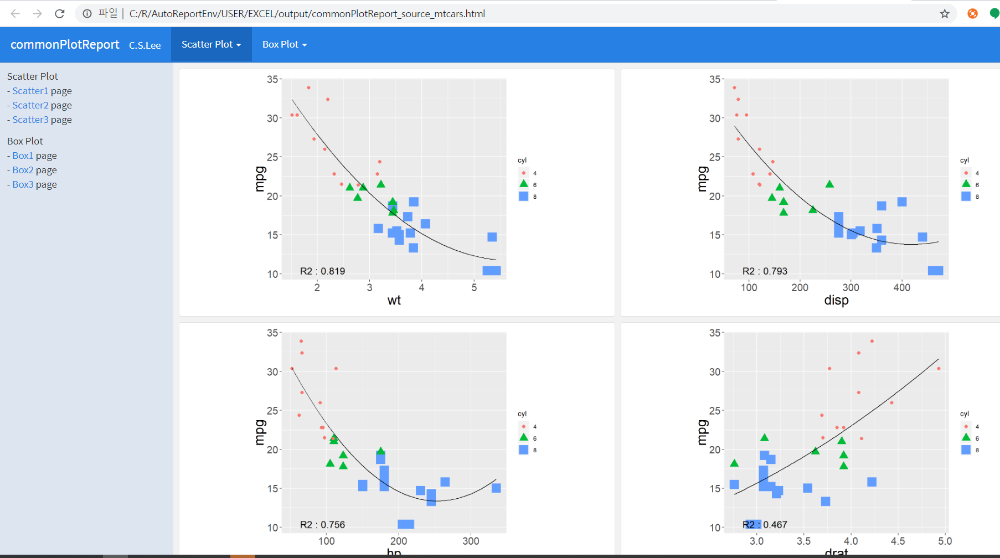 파일 | C:/R/AutoReportEnv/USER/EXCEL/output/commonPlotReport_source_mtcars.html
commonPlotReport C.S.Lee Scatter Plot Box Plot
Scatter Plot
- Scatter1 page
- Scatter2 page
- Scatter3 page
Box Plot
- Box1 page
- Box2 page
- Box3 page
35
30
25
20
15
10
mpg
R2 : 0.819
2 3 4 5
wt
cyl
4
6
8
35
30
25
20
15
10
mpg
R2 : 0.793
100 200 300 400
disp
cyl
4
6
8
35
30
25
20
15
10
mpg
R2 : 0.756
100 200 300
hp
cyl
4
6
8
35
30
25
20
15
10
mpg
R2 : 0.467
3.0 3.5 4.0 4.5 5.0
drat
cyl
4
6
8